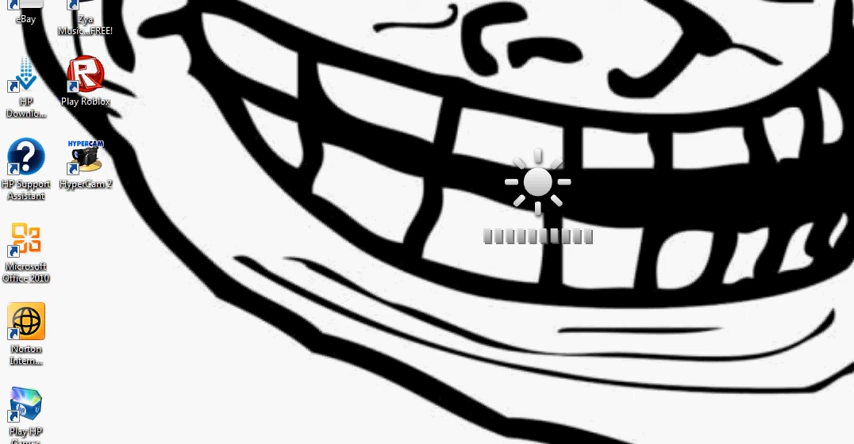 eBay
Zya
Music...FREE!
HP
Downlo...
Play Roblox
HP Support
Assistant
HYPERCAM
HyperCam 2
Microsoft
Office 2010
Norton
Intern...
Play HP
Games